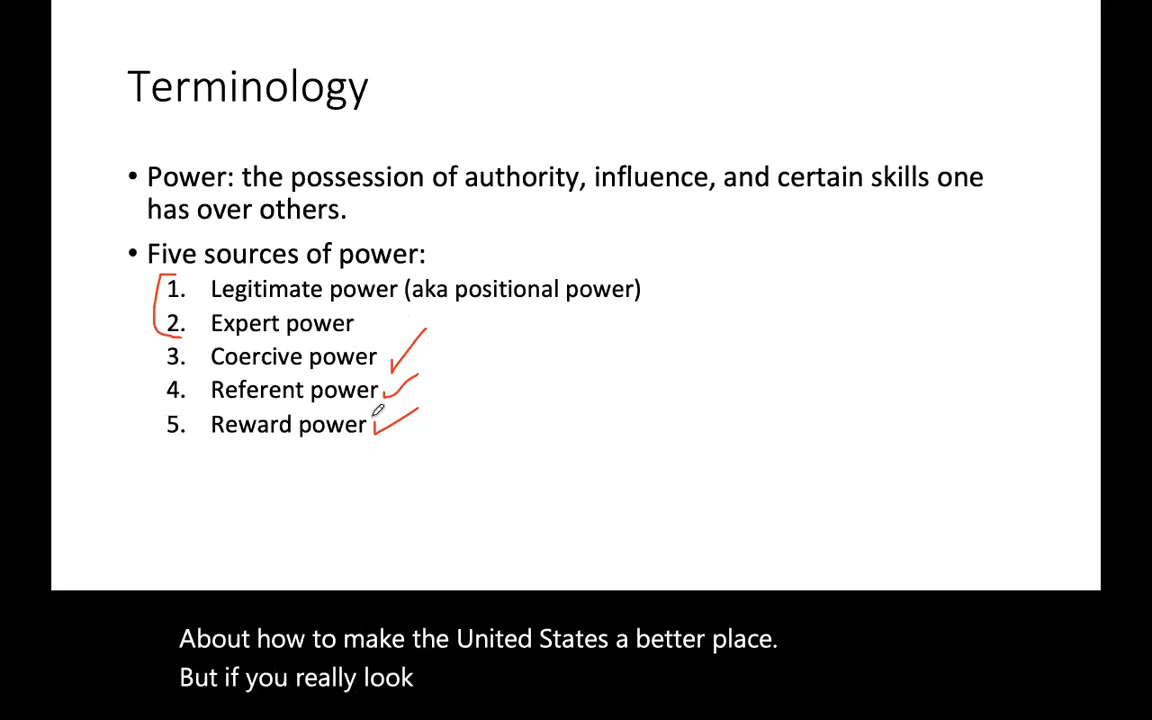 Terminology
• Power: the possession of authority, influence, and certain skills one
has over others.
• Five sources of power:
1. Legitimate power (aka positional power)
2. Expert power
3. Coercive power
4. Referent power
5. Reward power
About how to make the United States a better place.
But if you really look